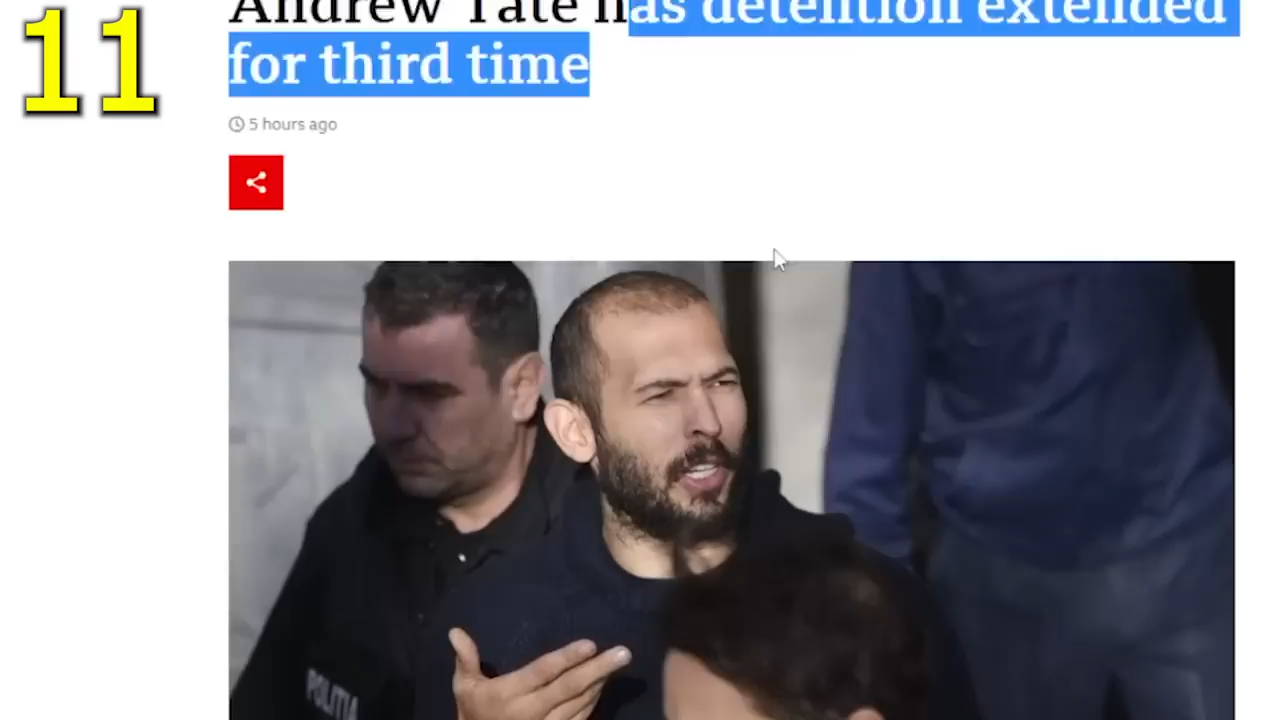 11
Andrew Tate has detention extended
for third time
5 hours ago
POLITIA